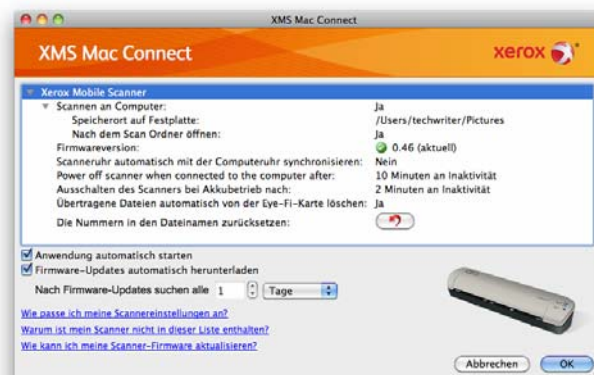 XMS Mac Connect
XMS Mac Connect
xerox
Xerox Mobile Scanner
Scannen an Computer: Ja
Speicherort auf Festplatte: /Users/techwriter/Pictures
Nach dem Scan Ordner öffnen: Ja
Firmwareversion: 0.46 (aktuell)
Scanneruhr automatisch mit der Computeruhr synchronisieren: Nein
Power off scanner when connected to the computer after: 10 Minuten an Inaktivität
Ausschalten des Scanners bei Akkubetrieb nach: 2 Minuten an Inaktivität
Übertragene Dateien automatisch von der Eye-Fi-Karte löschen: Ja
Die Nummern in den Dateinamen zurücksetzen:
Anwendung automatisch starten
Firmware-Updates automatisch herunterladen
Nach Firmware-Updates suchen alle 1 Tage
Wie passe ich meine Scannereinstellungen an?
Warum ist mein Scanner nicht in dieser Liste enthalten?
Wie kann ich meine Scanner-Firmware aktualisieren?
Abbrechen OK